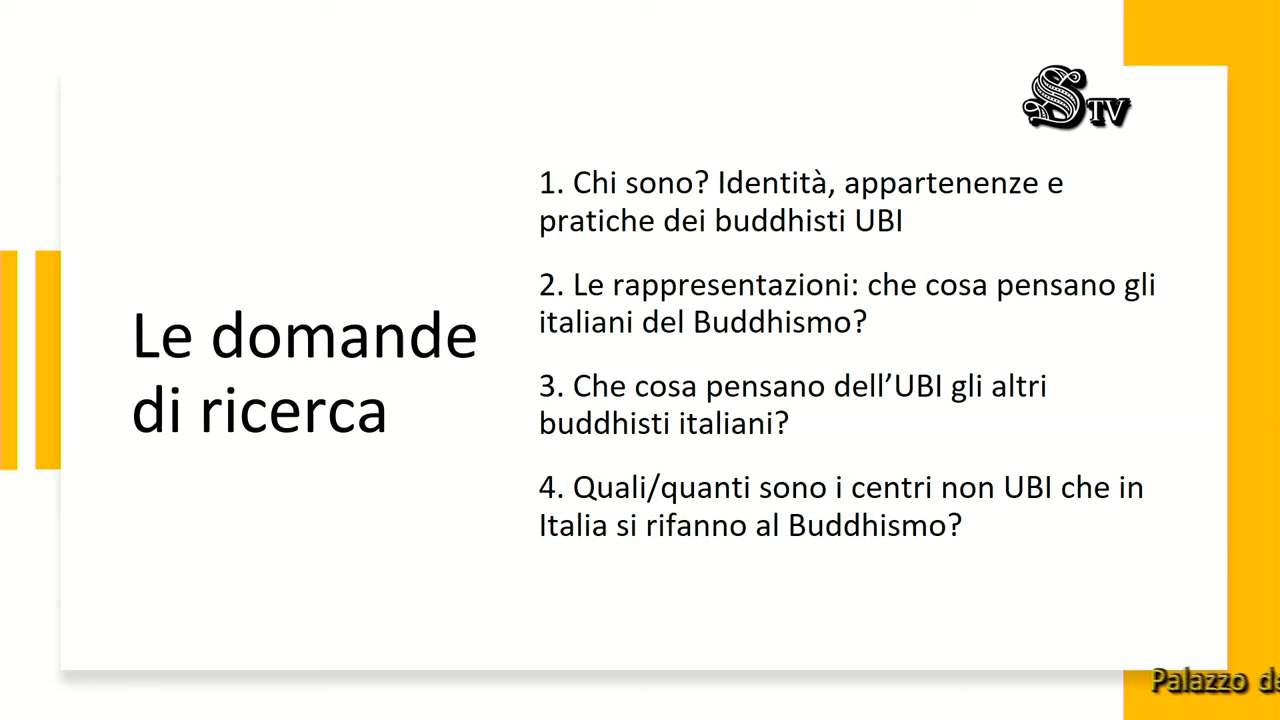 S TV
1. Chi sono? Identità, appartenenze e
pratiche dei buddhisti UBI
2. Le rappresentazioni: che cosa pensano gli
italiani del Buddhismo?
Le domande
di ricerca
3. Che cosa pensano dell’UBI gli altri
buddhisti italiani?
4. Quali/quanti sono i centri non UBI che in
Italia si rifanno al Buddhismo?
Palazzo